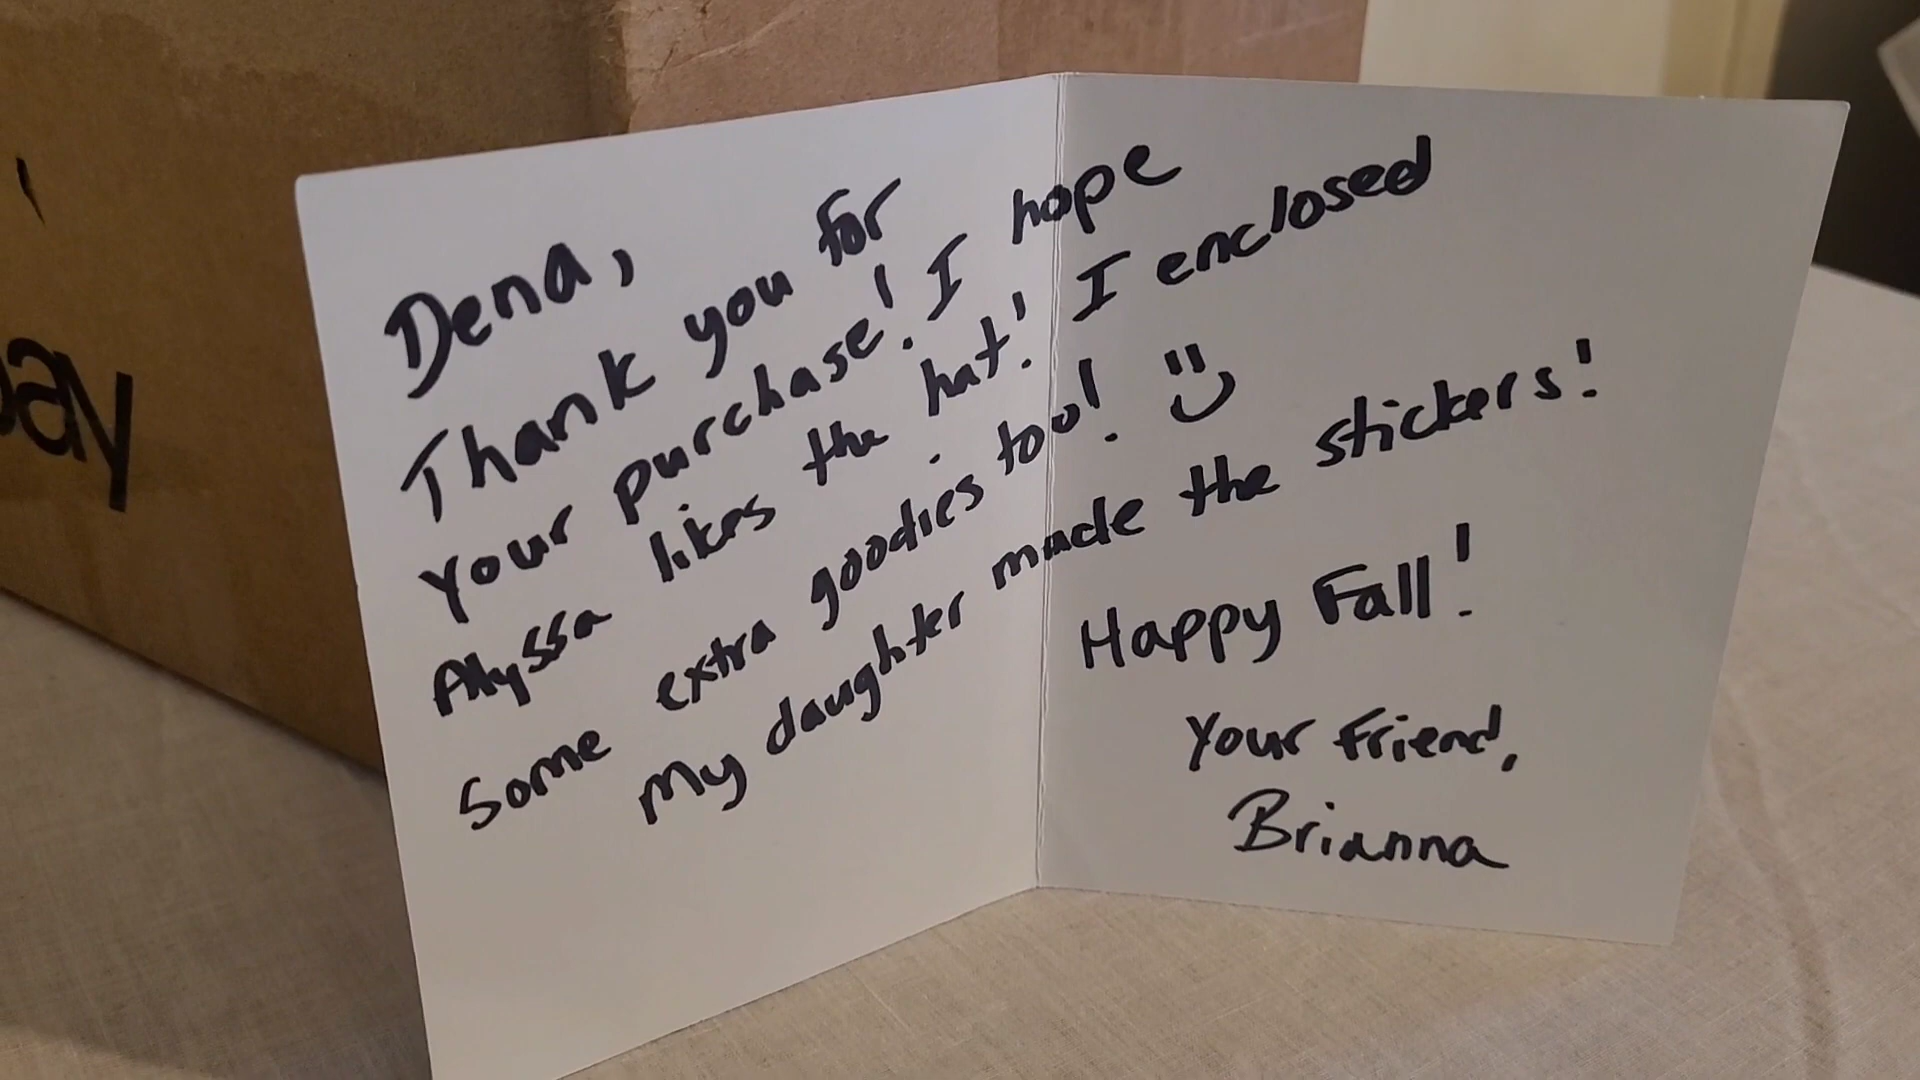 ay
Dena,
Thank you for
your purchase! I hope
Alyssa likes the hat! I enclosed
some extra goodies too!
My daughter made the stickers!
Happy Fall!
Your friend,
Brianna